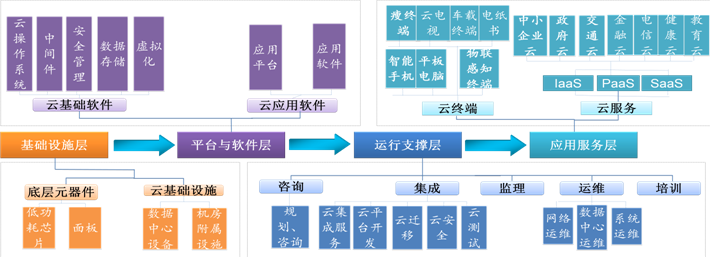 云
操作
系统
中
间
件
安
全
管
理
数据
存储
虚
拟
化
云基础软件
应用
平台
应用
软件
云应用软件
瘦终
端
云电
视
车载
终端
电纸
书
智能
手机
平板
电脑
物联
感知
终端
云终端
中小
企业
云
政
府
云
交
通
云
金
融
云
电
信
云
健
康
云
教
育
云
IaaS
PaaS
SaaS
云服务
基础设施层
平台与软件层
运行支撑层
应用服务层
底层元器件
低功
耗芯
片
面板
云基础设施
数据
中心
设备
机房
附属
设施
咨询
规
划、
咨询
集成
云集
成服
务
云平
台开
发
云迁
移
云安
全
云
测试
监理
运维
网络
运维
数据
中心
运维
系统
运维
培训